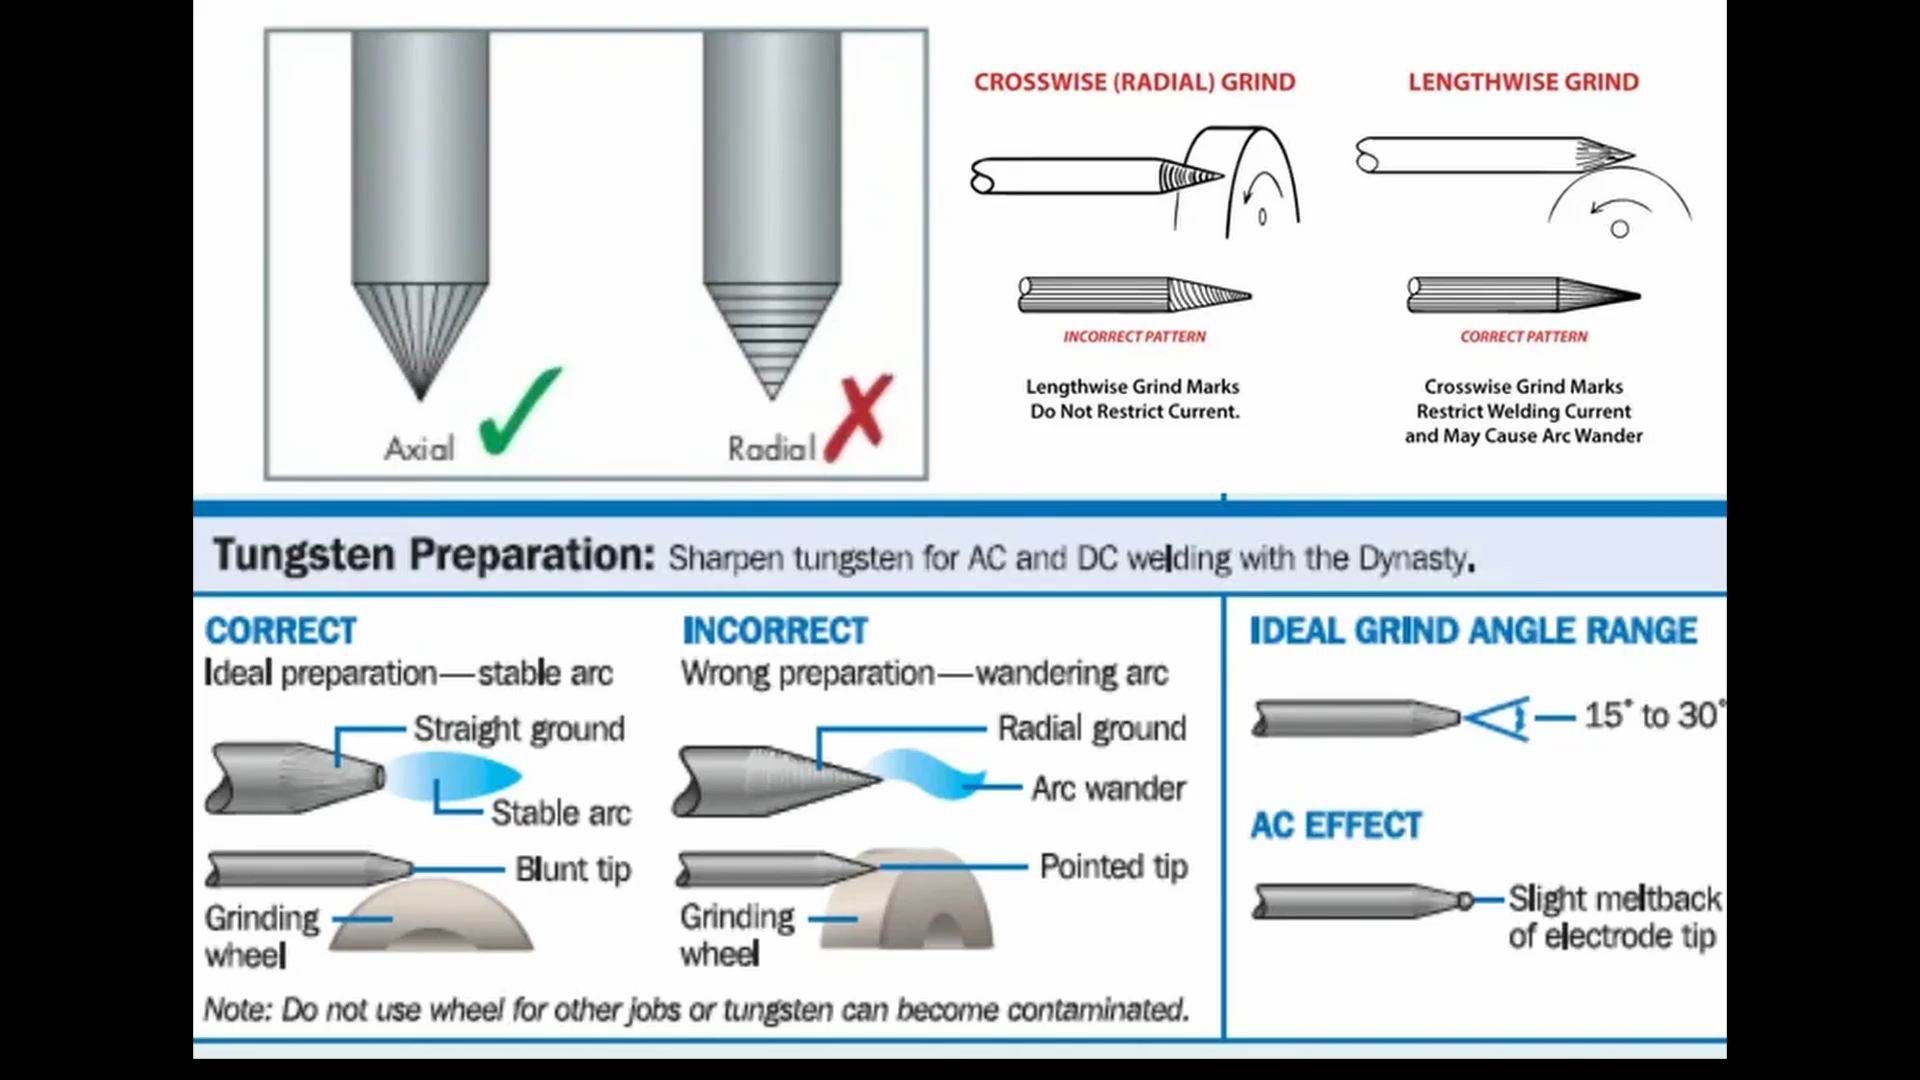 Axial
Radial
CROSSWISE (RADIAL) GRIND
INCORRECT PATTERN
Lengthwise Grind Marks
Do Not Restrict Current.
LENGTHWISE GRIND
CORRECT PATTERN
Crosswise Grind Marks
Restrict Welding Current
and May Cause Arc Wander
Tungsten Preparation: Sharpen tungsten for AC and DC welding with the Dynasty.
CORRECT
Ideal preparation—stable arc
Straight ground
Stable arc
Blunt tip
Grinding
wheel
INCORRECT
Wrong preparation—wandering arc
Radial ground
Arc wander
Pointed tip
Grinding
wheel
Note: Do not use wheel for other jobs or tungsten can become contaminated.
IDEAL GRIND ANGLE RANGE
15° to 30°
AC EFFECT
Slight meltback
of electrode tip